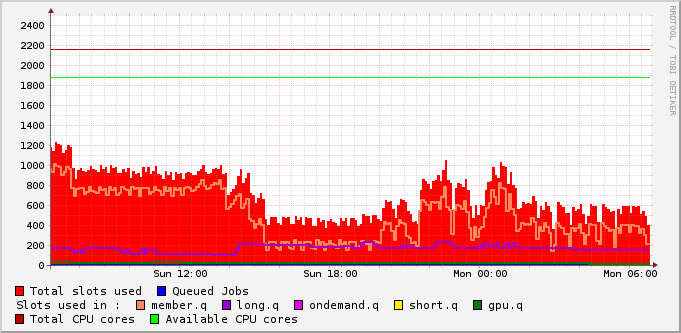 RRDTOOL / TOBI OETIKER
2400
2200
2000
1800
1600
1400
1200
1000
800
600
400
200
0
Sun 12:00 Sun 18:00 Mon 00:00 Mon 06:00
Total slots used Queued Jobs
Slots used in : member.q long.q ondemand.q short.q gpu.q
Total CPU cores Available CPU cores